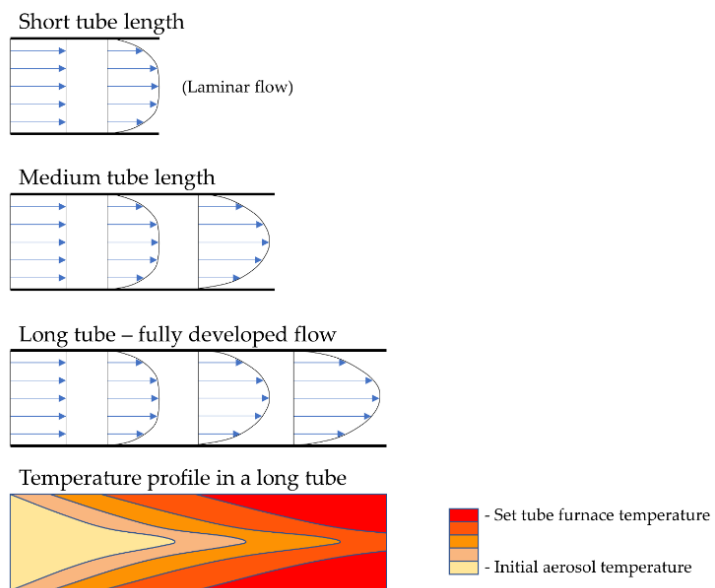 Short tube length
(Laminar flow)
Medium tube length
Long tube – fully developed flow
Temperature profile in a long tube
- Set tube furnace temperature
- Initial aerosol temperature